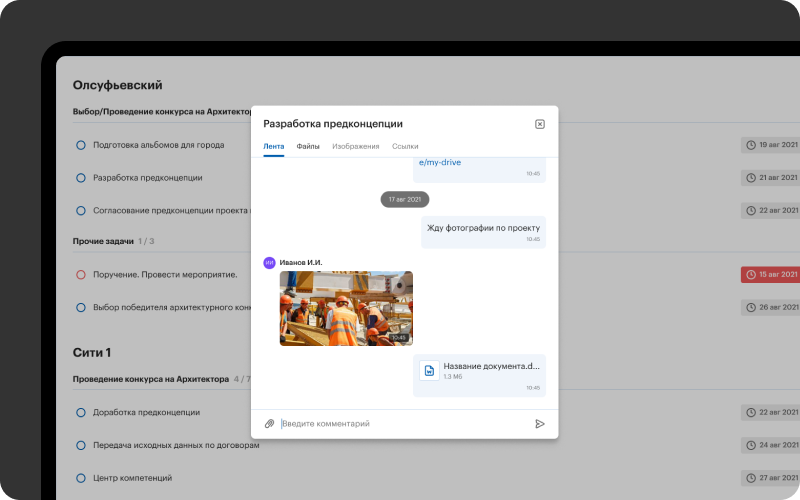 Олсуфьевский
Выбор/Проведение конкурса на Архитектор
Подготовка альбомов для города
19 авг 2021
Разработка предконцепции
21 авг 2021
Согласование предконцепции проекта
22 авг 2021
Прочие задачи 1 / 3
Поручение. Провести мероприятие.
15 авг 2021
Выбор победителя архитектурного кон
26 авг 2021
Сити 1
Проведение конкурса на Архитектора 4 / 7
Доработка предконцепции
22 авг 2021
Передача исходных данных по договорам
24 авг 2021
Центр компетенций
27 авг 2021
Разработка предконцепции
Лента Файлы Изображения Ссылки
e/my-drive
10:45
17 авг 2021
Жду фотографии по проекту
10:45
ИИ Иванов И.И.
10:45
Название документа.d...
1.3 Мб
10:45
Введите комментарий